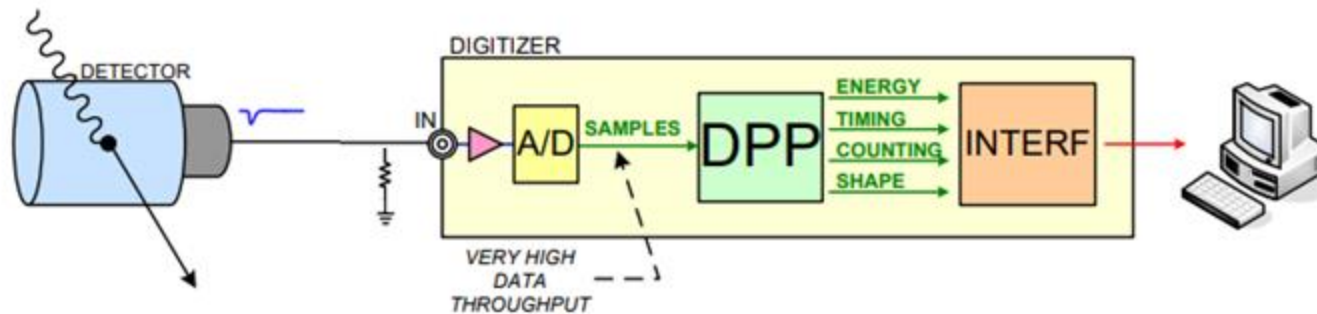 DIGITIZER
DETECTOR
IN
A/D
SAMPLES
DPP
ENERGY
TIMING
COUNTING
SHAPE
INTERF
VERY HIGH
DATA
THROUGHPUT